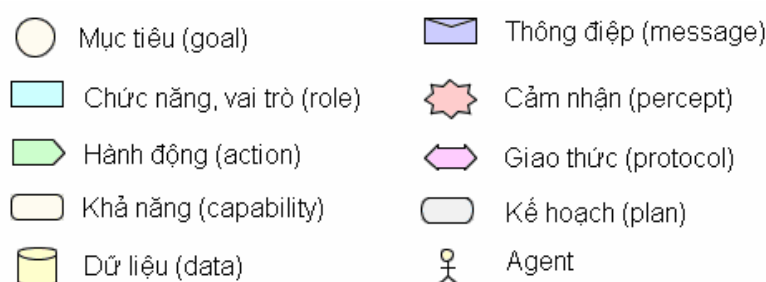 Mục tiêu (goal)
Chức năng, vai trò (role)
Hành động (action)
Khả năng (capability)
Dữ liệu (data)
Thông điệp (message)
Cảm nhận (percept)
Giao thức (protocol)
Kế hoạch (plan)
Agent